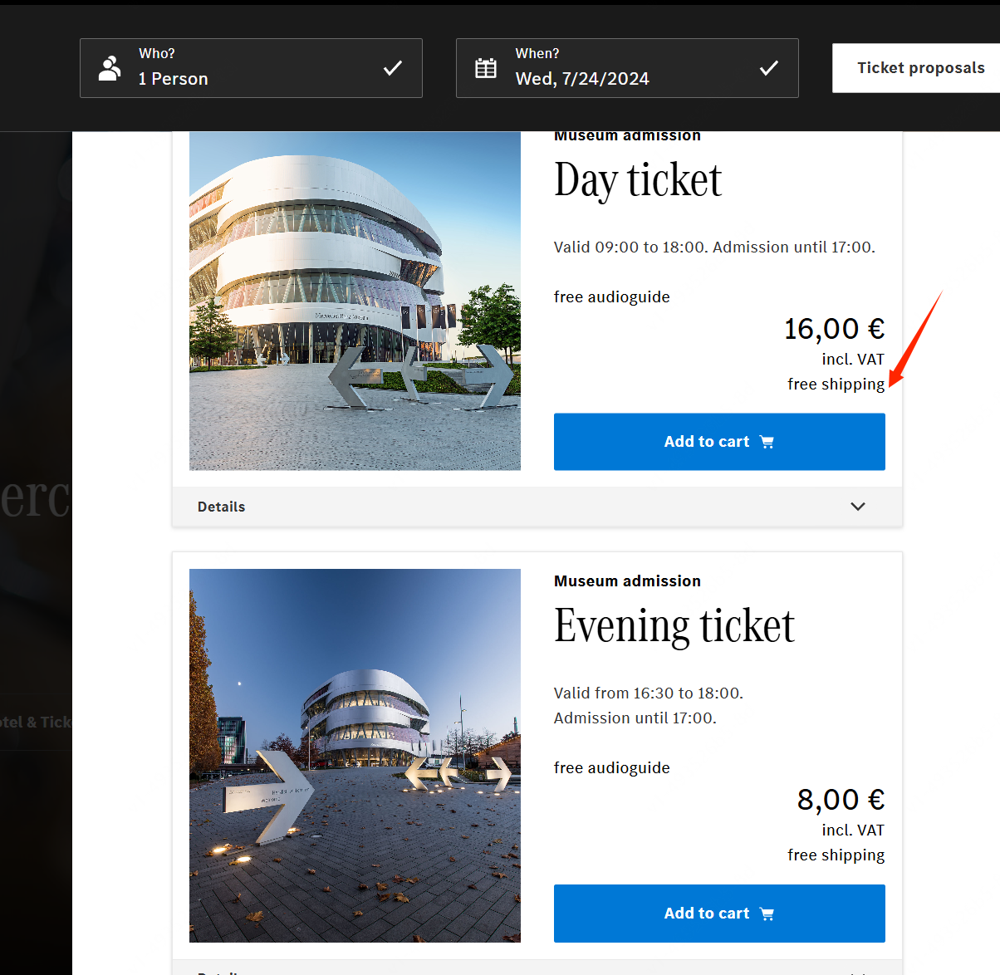 Who?
1 Person
When?
Wed, 7/24/2024
Ticket proposals
Museum admission
Day ticket
Valid 09:00 to 18:00. Admission until 17:00.
free audioguide
16,00 €
incl. VAT
free shipping
Add to cart
Details
erc
Museum admission
Evening ticket
Valid from 16:30 to 18:00.
Admission until 17:00.
otel & Tick
free audioguide
8,00 €
incl. VAT
free shipping
Add to cart